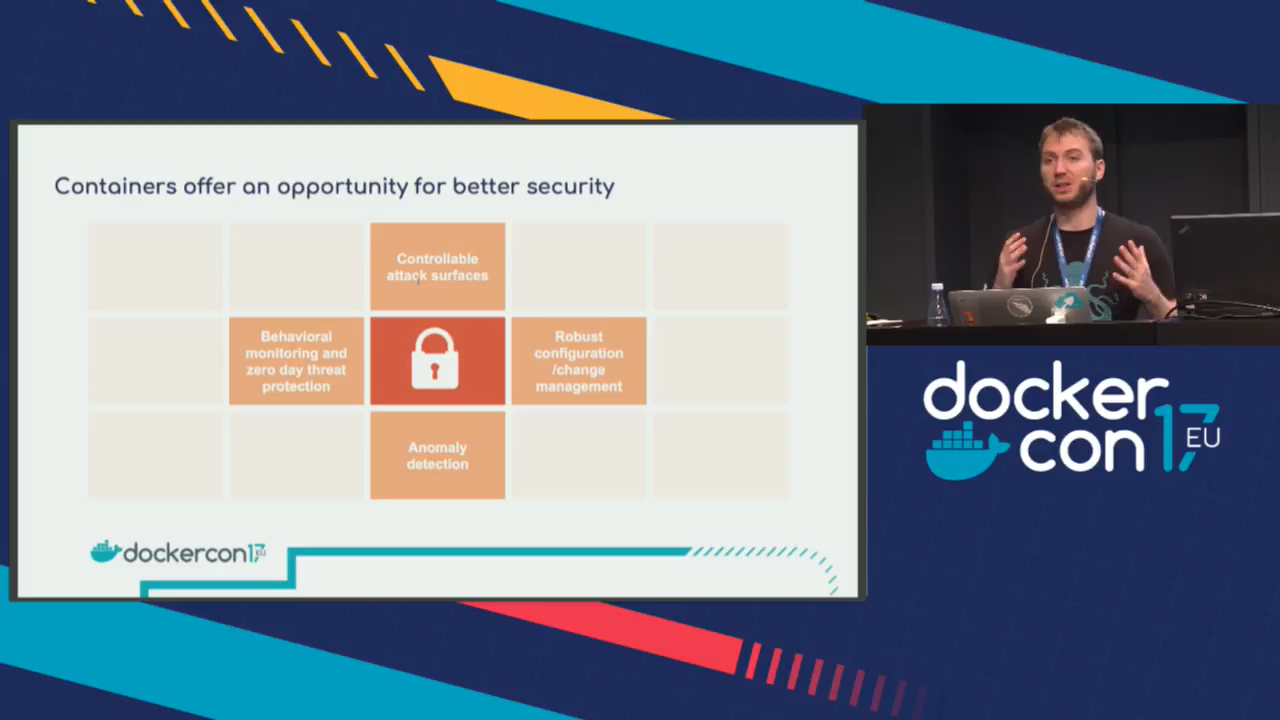 Containers offer an opportunity for better security
Controllable
attack surfaces
Behavioral
monitoring and
zero day threat
protection
Robust
configuration
/change
management
Anomaly
detection
dockercon17
EU
docker
con 17
EU